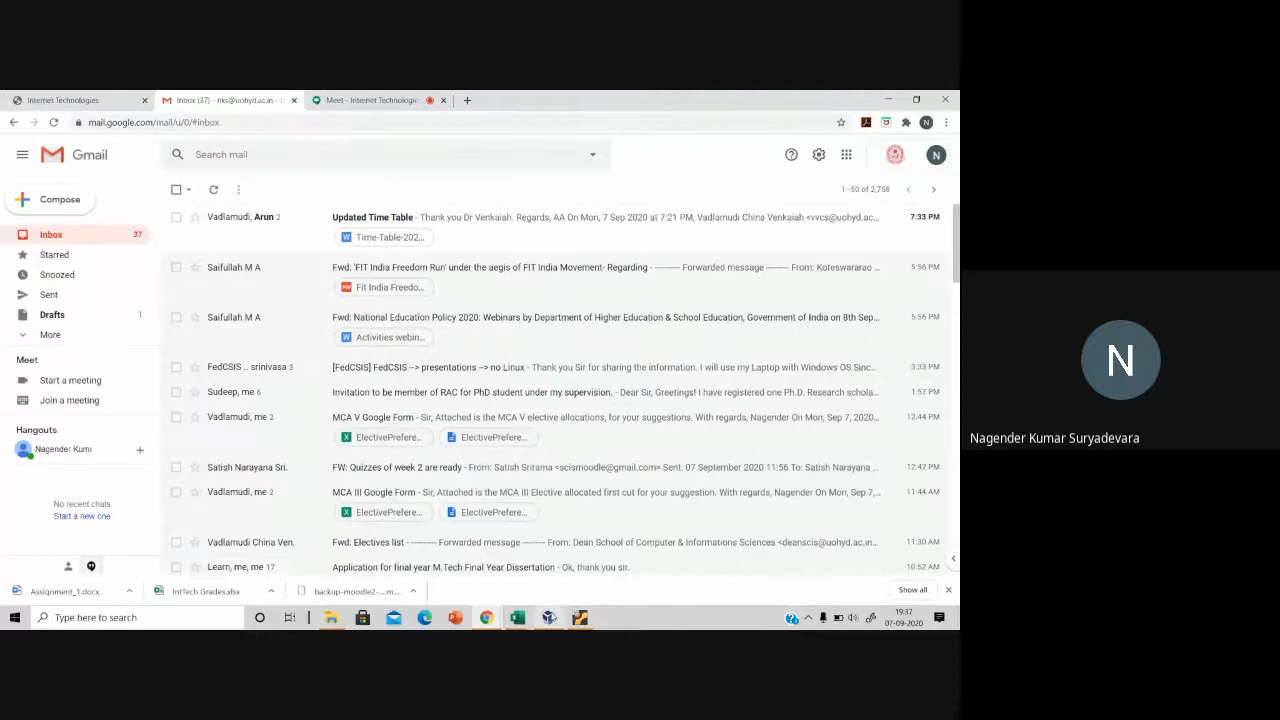 Internet Technologies
Inbox (37) - nks@uohyd.ac.in - U
Meet - Internet Technologie
mail.google.com/mail/u/0/#inbox
N
Gmail
Search mail
N
Compose
1–50 of 2,758
Inbox 37
Starred
Snoozed
Sent
Drafts 1
More
Meet
Start a meeting
Join a meeting
Hangouts
Nagender Kumi
No recent chats
Start a new one
Vadlamudi, Arun 2 Updated Time Table - Thank you Dr Venkaiah. Regards, AA On Mon, 7 Sep 2020 at 7:21 PM, Vadlamudi China Venkaiah <vvcs@uohyd.ac... 7:33 PM
Time-Table-202...
Saifullah M A Fwd: 'FIT India Freedom Run' under the aegis of FIT India Movement- Regarding - ---------- Forwarded message --------- From: Koteswararao ... 5:56 PM
Fit India Freedo...
Saifullah M A Fwd: National Education Policy 2020: Webinars by Department of Higher Education & School Education, Government of India on 8th Sep... 5:56 PM
Activities webin...
FedCSIS .. srinivasa 3 [FedCSIS] FedCSIS --> presentations --> no Linux - Thank you Sir for sharing the information. I will use my Laptop with Windows OS Sinc... 3:33 PM
Sudeep, me 6 Invitation to be member of RAC for PhD student under my supervision. - Dear Sir, Greetings! I have registered one Ph.D. Research schola... 1:57 PM
Vadlamudi, me 2 MCA V Google Form - Sir, Attached is the MCA V elective allocations, for your suggestions. With regards, Nagender On Mon, Sep 7, 2020... 12:44 PM
ElectivePrefere... ElectivePrefere...
Satish Narayana Sri. FW: Quizzes of week 2 are ready - From: Satish Srirama <scismoodle@gmail.com> Sent: 07 September 2020 11:56 To: Satish Narayana ... 12:42 PM
Vadlamudi, me 2 MCA III Google Form - Sir, Attached is the MCA III Elective allocated first cut for your suggestion. With regards, Nagender On Mon, Sep 7,... 11:44 AM
ElectivePrefere... ElectivePrefere...
Vadlamudi China Ven. Fwd: Electives list - ---------- Forwarded message --------- From: Dean School of Computer & Informations Sciences <deanscis@uohyd.ac.in... 11:30 AM
Learn, me, me 17 Application for final year M.Tech Final Year Dissertation - Ok, thank you sir. 10:52 AM
Assignment_1.docx
IntTech Grades.xlsx
backup-moodle2-....m...
Show all
Type here to search
19:37
07-09-2020
N
Nagender Kumar Suryadevara